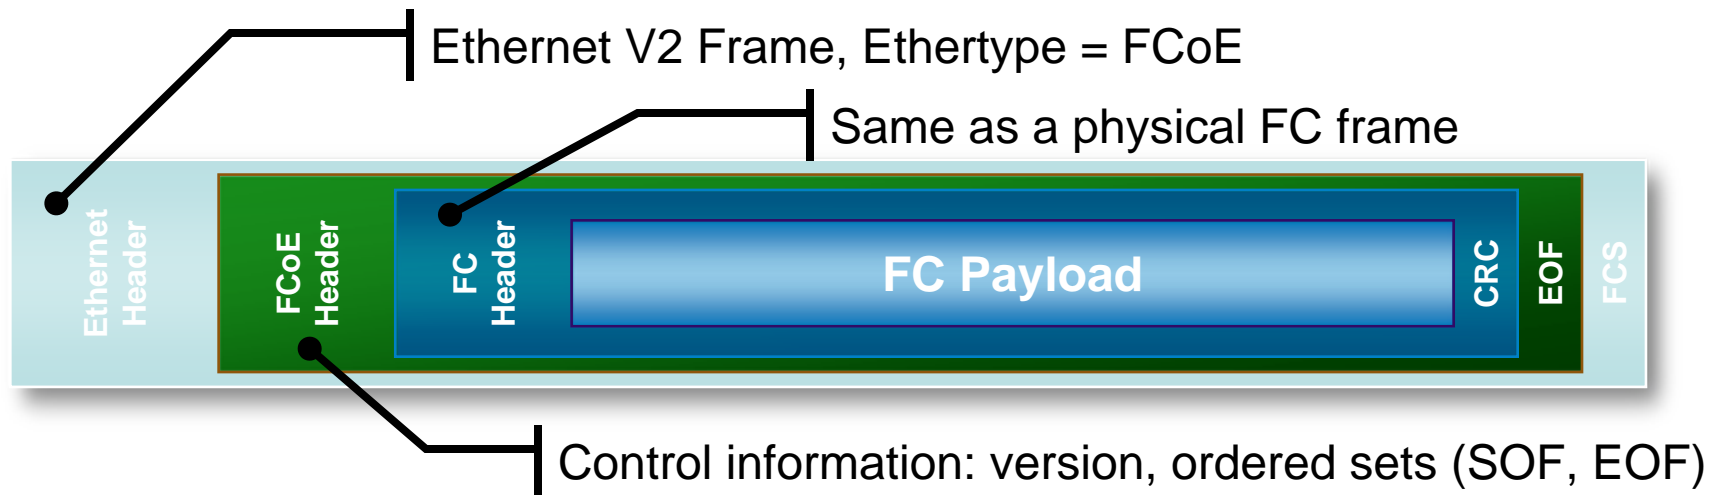 Ethernet V2 Frame, Ethertype = FCoE
Same as a physical FC frame
Ethernet
Header
FCoE
Header
FC
Header
FC Payload
CRC
EOF
FCS
Control information: version, ordered sets (SOF, EOF)